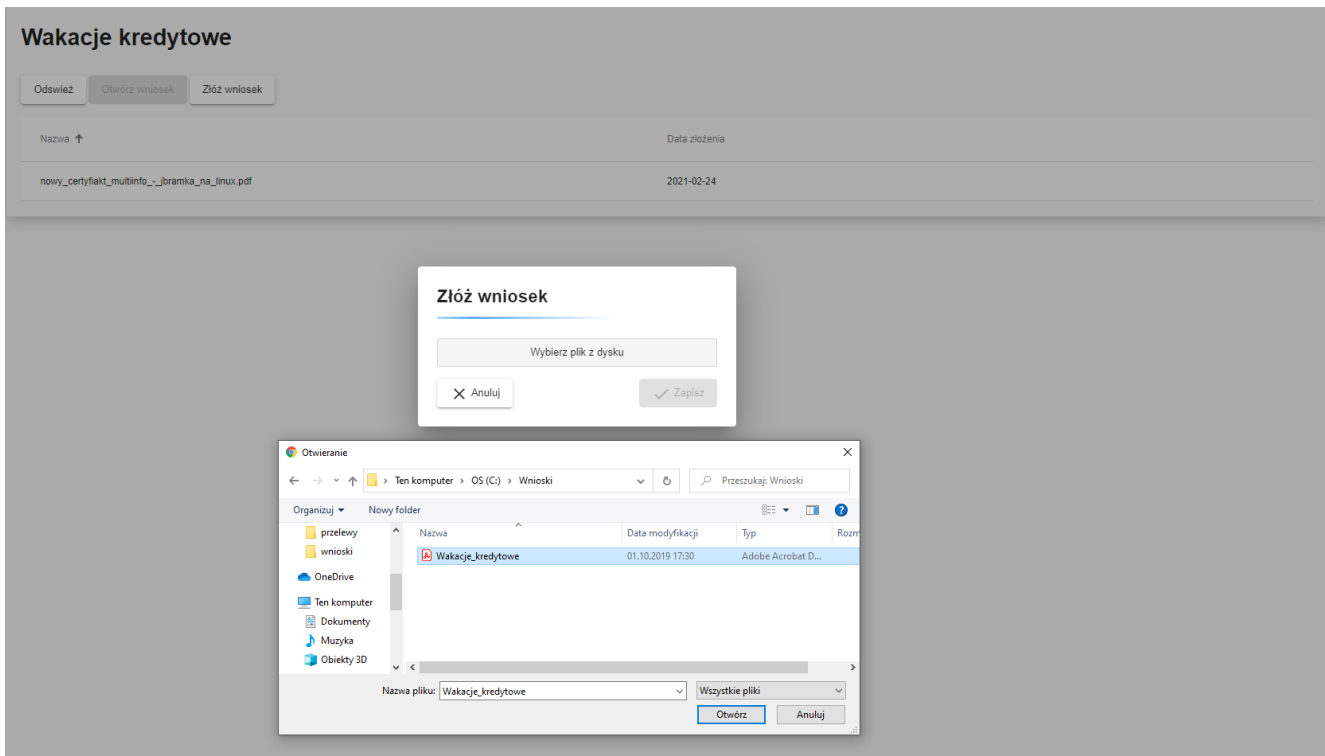 Wakacje kredytowe
Odśwież Otwórz wniosek Złóż wniosek
Nazwa Data złożenia
nowy_certyfiakt_multiinfo_-_jbramka_na_linux.pdf 2021-02-24
Złóż wniosek
Wybierz plik z dysku
Anuluj Zapisz
Otwieranie
Ten komputer > OS (C:) > Wnioski Przeszukaj: Wnioski
Organizuj Nowy folder
przelewy Nazwa Data modyfikacji Typ Rozm
wnioski Wakacje_kredytowe 01.10.2019 17:30 Adobe Acrobat D...
OneDrive
Ten komputer
Dokumenty
Muzyka
Obiekty 3D
Nazwa pliku: Wakacje_kredytowe Wszystkie pliki
Otwórz Anuluj